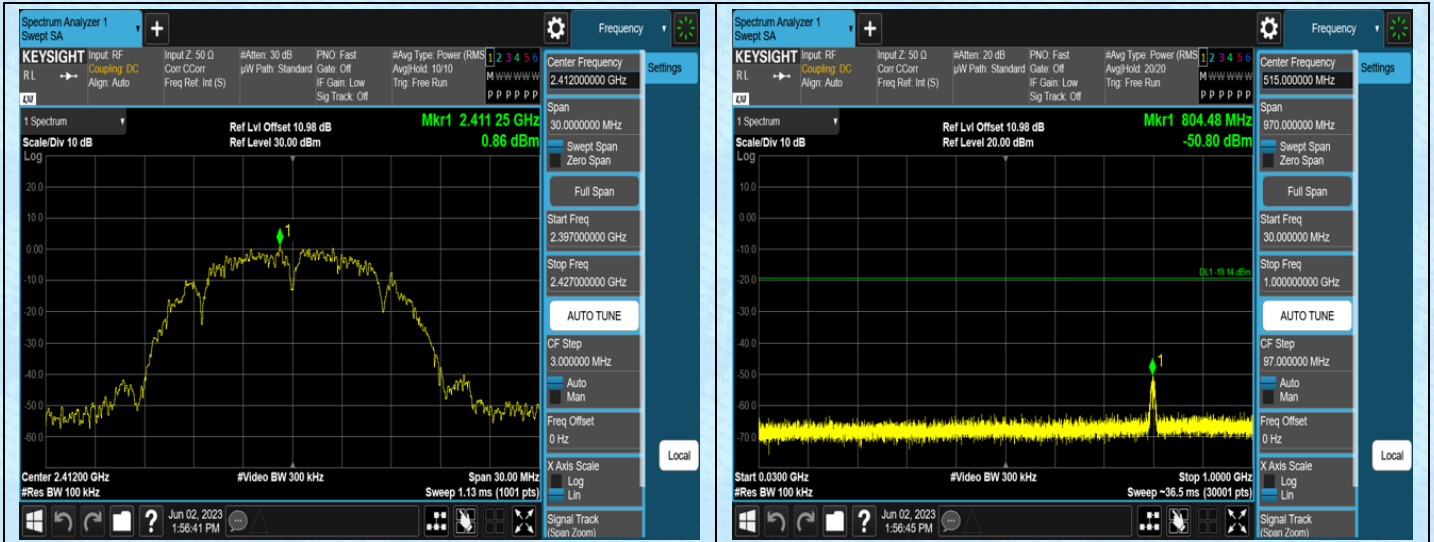 Spectrum Analyzer 1
Swept SA
Frequency
KEYSIGHT
RL
LXI
Input: RF
Coupling: DC
Align: Auto
Input Z: 50 Ω
Corr CCorr
Freq Ref: Int (S)
#Atten: 30 dB
µW Path: Standard
PNO: Fast
Gate: Off
IF Gain: Low
Sig Track: Off
#Avg Type: Power (RMS
Avg|Hold: 10/10
Trig: Free Run
1 2 3 4 5 6
M W W W W W
P P P P P P
1 Spectrum
Scale/Div 10 dB
Log
Ref Lvl Offset 10.98 dB
Ref Level 30.00 dBm
Mkr1 2.411 25 GHz
0.86 dBm
20.0
10.0
0.00
-10.0
-20.0
-30.0
-40.0
-50.0
-60.0
1
Center 2.41200 GHz
#Res BW 100 kHz
#Video BW 300 kHz
Span 30.00 MHz
Sweep 1.13 ms (1001 pts)
Center Frequency
2.412000000 GHz
Settings
Span
30.0000000 MHz
Swept Span
Zero Span
Full Span
Start Freq
2.397000000 GHz
Stop Freq
2.427000000 GHz
AUTO TUNE
CF Step
3.000000 MHz
Auto
Man
Freq Offset
0 Hz
X Axis Scale
Log
Lin
Signal Track
(Span Zoom)
Local
?
Jun 02, 2023
1:56:41 PM
Spectrum Analyzer 1
Swept SA
Frequency
KEYSIGHT
RL
LXI
Input: RF
Coupling: DC
Align: Auto
Input Z: 50 Ω
Corr CCorr
Freq Ref: Int (S)
#Atten: 20 dB
µW Path: Standard
PNO: Fast
Gate: Off
IF Gain: Low
Sig Track: Off
#Avg Type: Power (RMS
Avg|Hold: 20/20
Trig: Free Run
1 2 3 4 5 6
M W W W W W
P P P P P P
1 Spectrum
Scale/Div 10 dB
Log
Ref Lvl Offset 10.98 dB
Ref Level 20.00 dBm
Mkr1 804.48 MHz
-50.80 dBm
10.0
0.00
-10.0
-20.0
-30.0
-40.0
-50.0
-60.0
-70.0
DL1 -19.14 dBm
1
Start 0.0300 GHz
#Res BW 100 kHz
#Video BW 300 kHz
Stop 1.0000 GHz
Sweep ~36.5 ms (30001 pts)
Center Frequency
515.000000 MHz
Settings
Span
970.000000 MHz
Swept Span
Zero Span
Full Span
Start Freq
30.000000 MHz
Stop Freq
1.000000000 GHz
AUTO TUNE
CF Step
97.000000 MHz
Auto
Man
Freq Offset
0 Hz
X Axis Scale
Log
Lin
Signal Track
(Span Zoom)
Local
?
Jun 02, 2023
1:56:45 PM